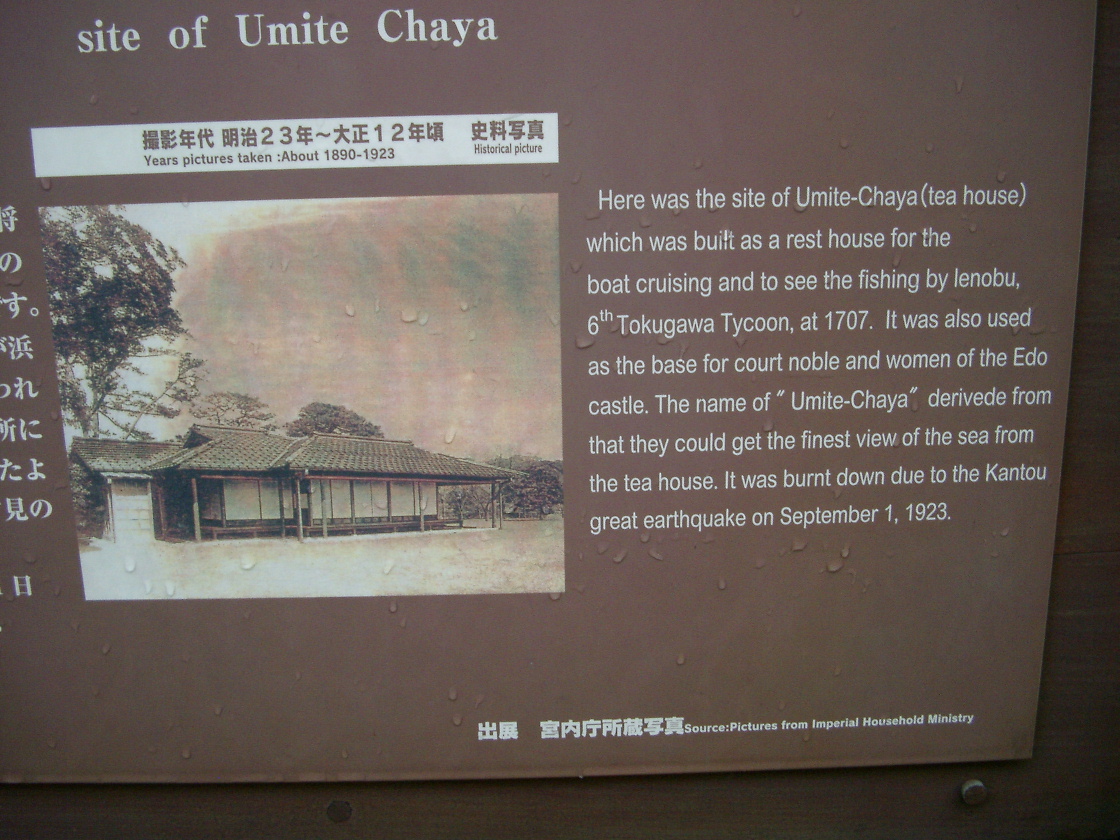 site of Umite Chaya
撮影年代 明治23年~大正12年頃 史料写真
Years pictures taken :About 1890-1923 Historical picture
将
の
す。
浜
われ
所に
たよ
見の
日
Here was the site of Umite-Chaya(tea house)
which was built as a rest house for the
boat cruising and to see the fishing by Ienobu,
6th Tokugawa Tycoon, at 1707. It was also used
as the base for court noble and women of the Edo
castle. The name of "Umite-Chaya" derivede from
that they could get the finest view of the sea from
the tea house. It was burnt down due to the Kantou
great earthquake on September 1, 1923.
出展 宮内庁所蔵写真Source:Pictures from Imperial Household Ministry